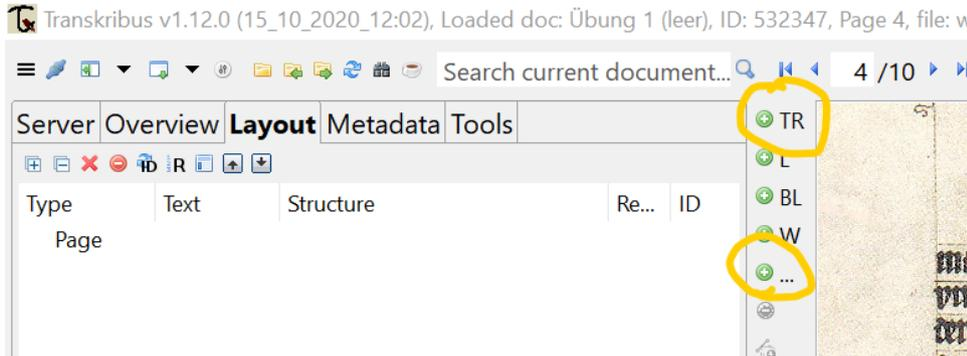 Transkribus v1.12.0 (15_10_2020_12:02), Loaded doc: Übung 1 (leer), ID: 532347, Page 4, file: w
Search current document... 4 /10
Server Overview Layout Metadata Tools
TR
L
ID R
BL
Type Text Structure Re... ID
W
Page
...